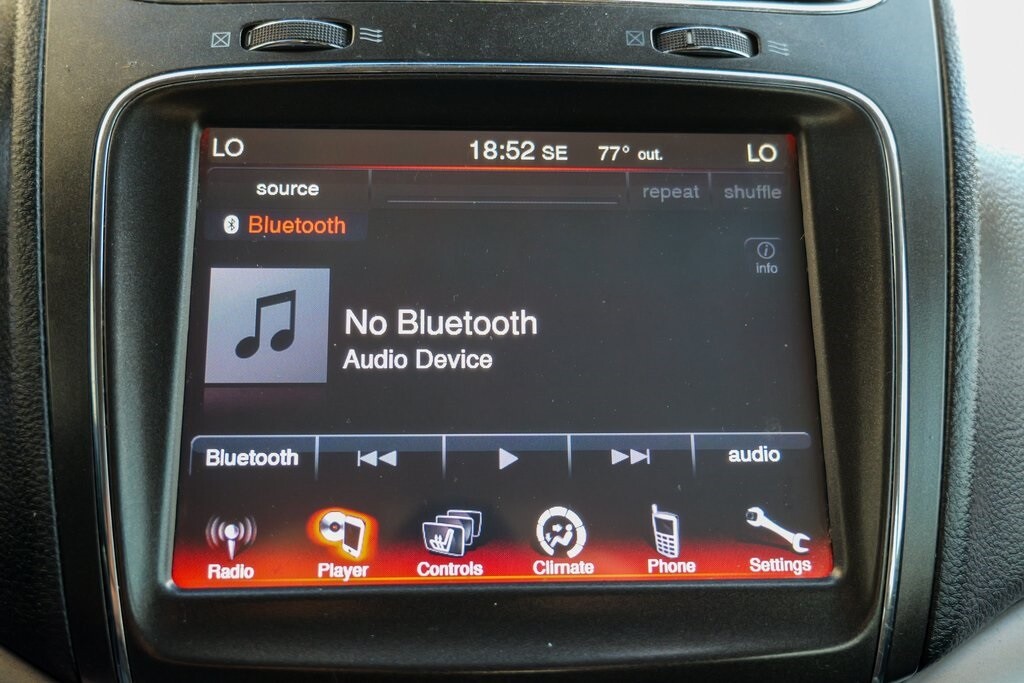 LO 18:52 SE 77° out. LO
source repeat shuffle
Bluetooth
info
No Bluetooth
Audio Device
Bluetooth audio
Radio Player Controls Climate Phone Settings